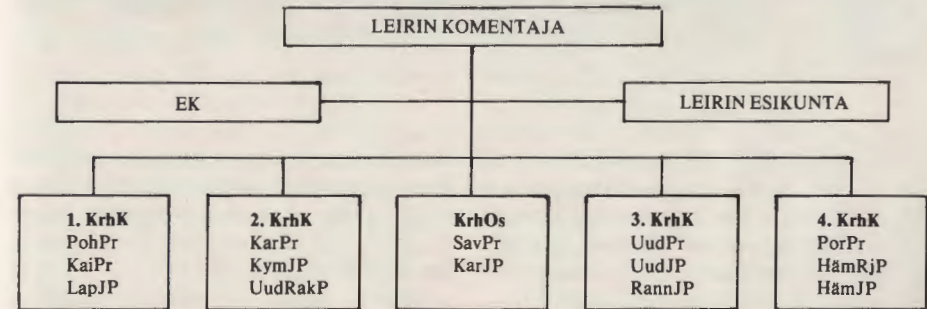 LEIRIN KOMENTAJA
EK
LEIRIN ESIKUNTA
1. KrhK
PohPr
KaiPr
LapJP
2. KrhK
KarPr
KymJP
UudRakP
KrhOs
SavPr
KarJP
3. KrhK
UudPr
UudJP
RannJP
4. KrhK
PorPr
HämRjP
HämJP